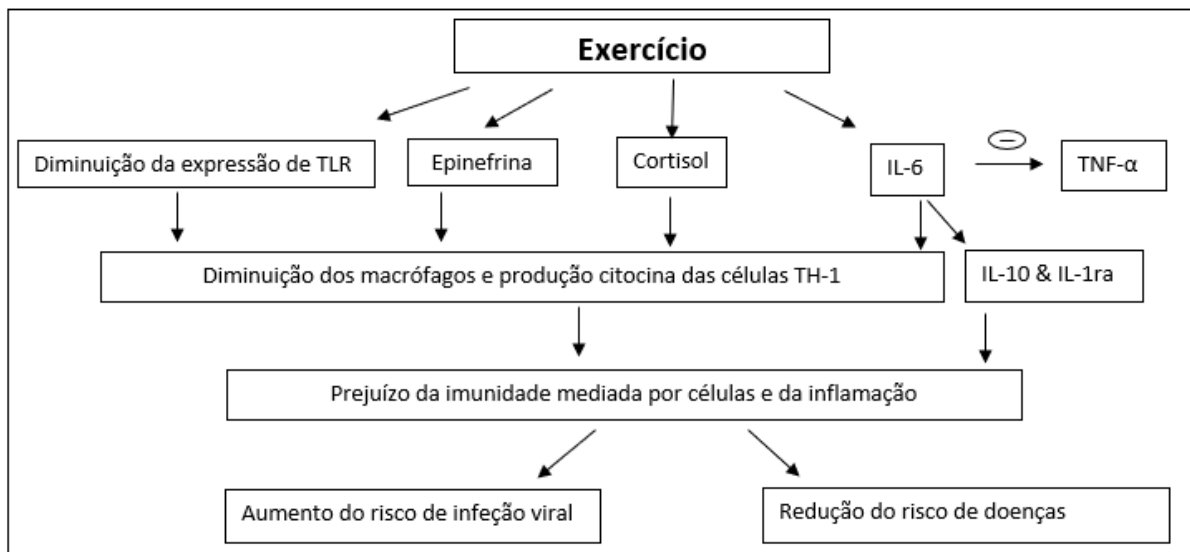 Exercício
Diminuição da expressão de TLR
Epinefrina
Cortisol
IL-6
−
TNF-α
Diminuição dos macrófagos e produção citocina das células TH-1
IL-10 & IL-1ra
Prejuízo da imunidade mediada por células e da inflamação
Aumento do risco de infeção viral
Redução do risco de doenças